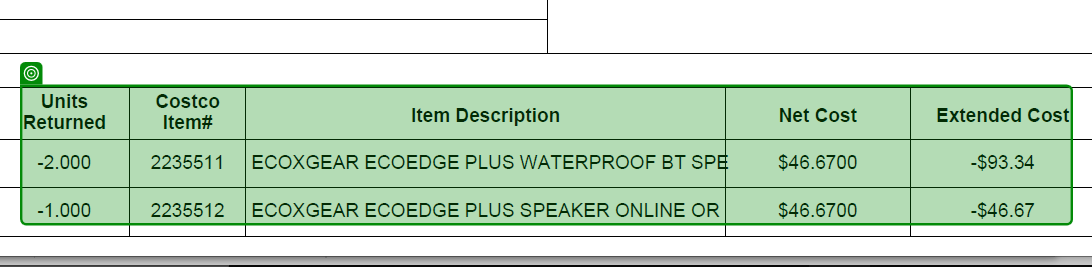 Units Returned Costco Item# Item Description Net Cost Extended Cost
-2.000 2235511 ECOXGEAR ECOEDGE PLUS WATERPROOF BT SPE $46.6700 -$93.34
-1.000 2235512 ECOXGEAR ECOEDGE PLUS SPEAKER ONLINE OR $46.6700 -$46.67